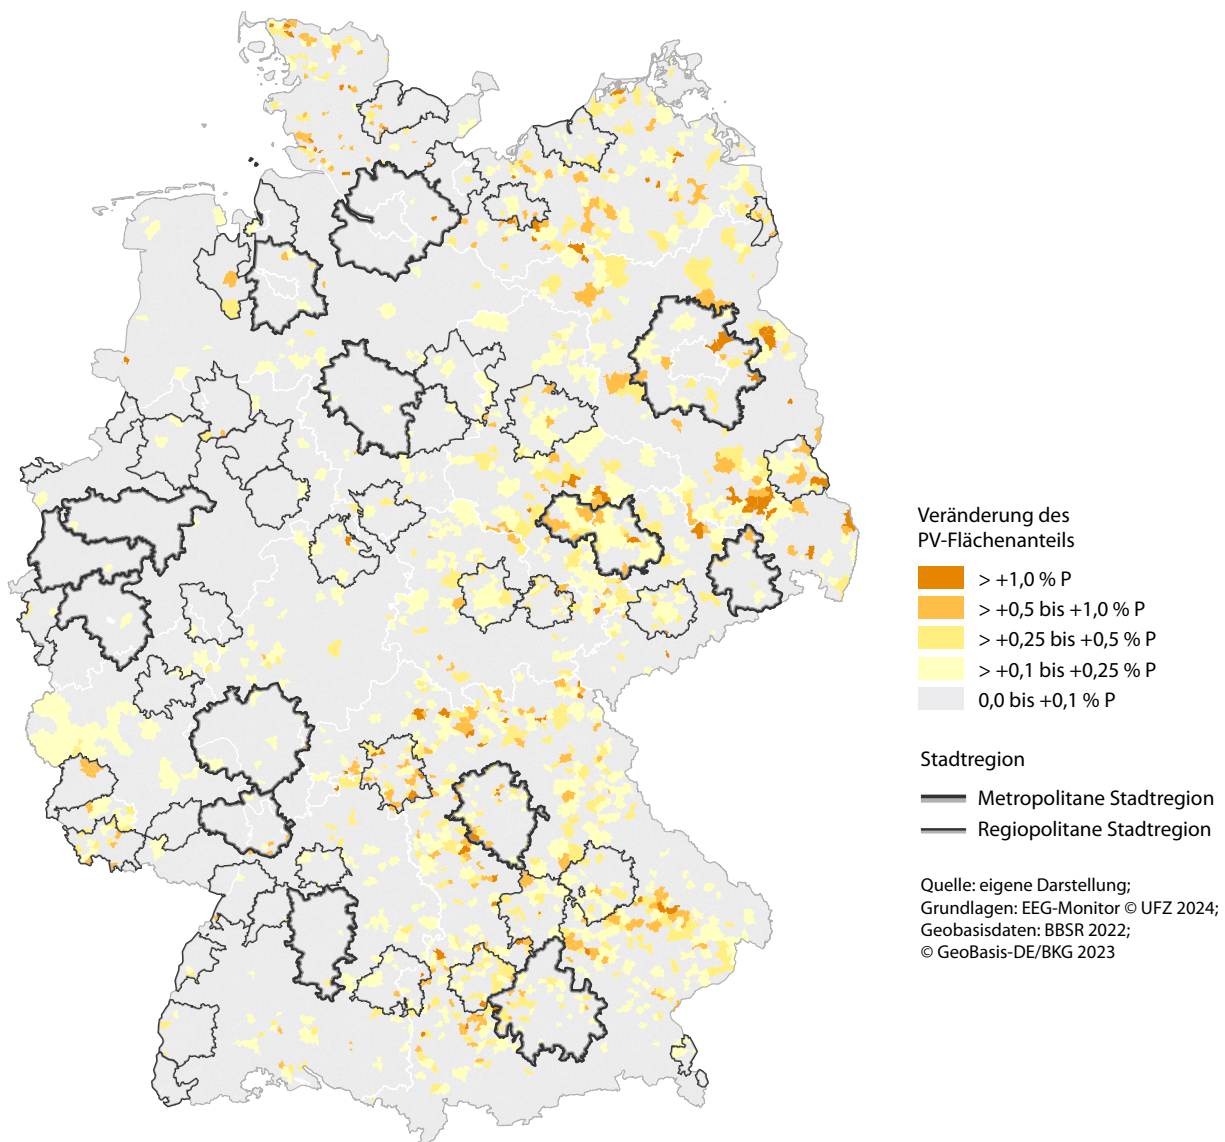 Veränderung des
PV-Flächenanteils
> +1,0 % P
> +0,5 bis +1,0 % P
> +0,25 bis +0,5 % P
> +0,1 bis +0,25 % P
0,0 bis +0,1 % P
Stadtregion
Metropolitane Stadtregion
Regiopolitane Stadtregion
Quelle: eigene Darstellung;
Grundlagen: EEG-Monitor © UFZ 2024;
Geobasisdaten: BBSR 2022;
© GeoBasis-DE/BKG 2023